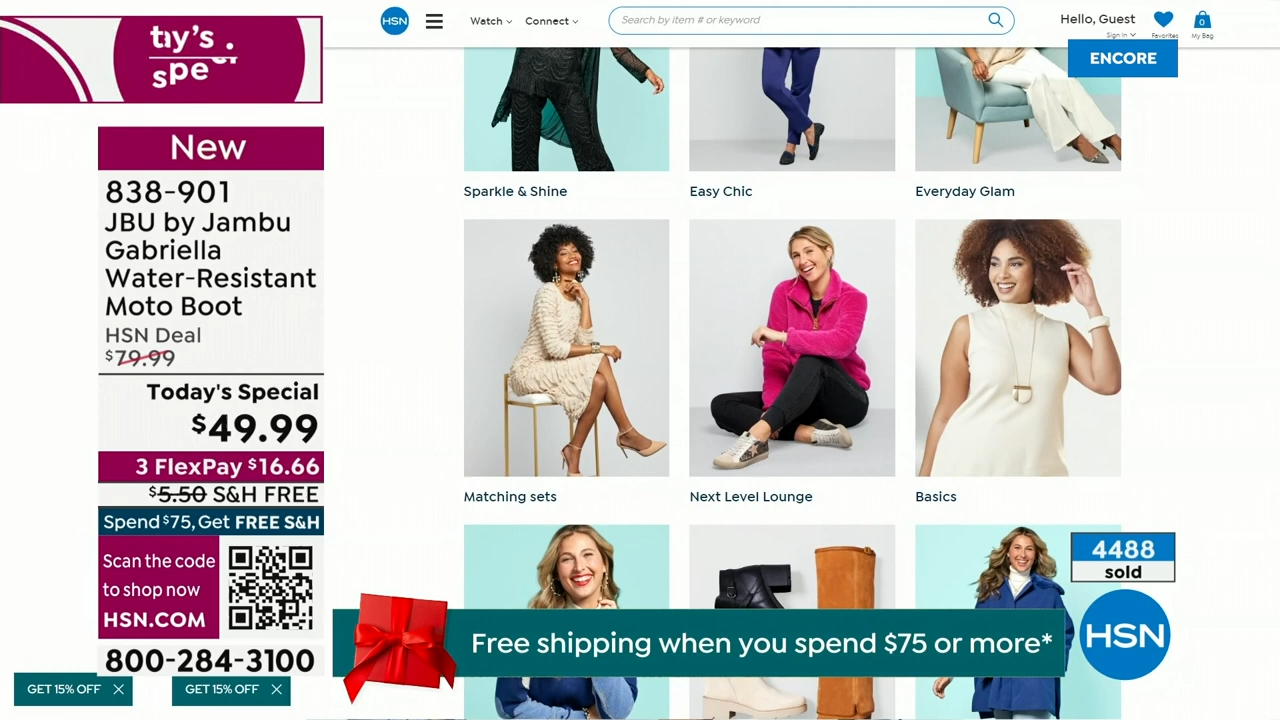 HSN
Watch
Connect
Search by item # or keyword
Hello, Guest
Sign In
Favorites
0
My Bag
ENCORE
New
838-901
JBU by Jambu
Gabriella
Water-Resistant
Moto Boot
HSN Deal
$79.99
Today's Special
$49.99
3 FlexPay $16.66
$5.50 S&H FREE
Spend $75, Get FREE S&H
Scan the code
to shop now
HSN.COM
800-284-3100
GET 15% OFF
GET 15% OFF
Sparkle & Shine
Easy Chic
Everyday Glam
Matching sets
Next Level Lounge
Basics
4488
sold
Free shipping when you spend $75 or more*
HSN